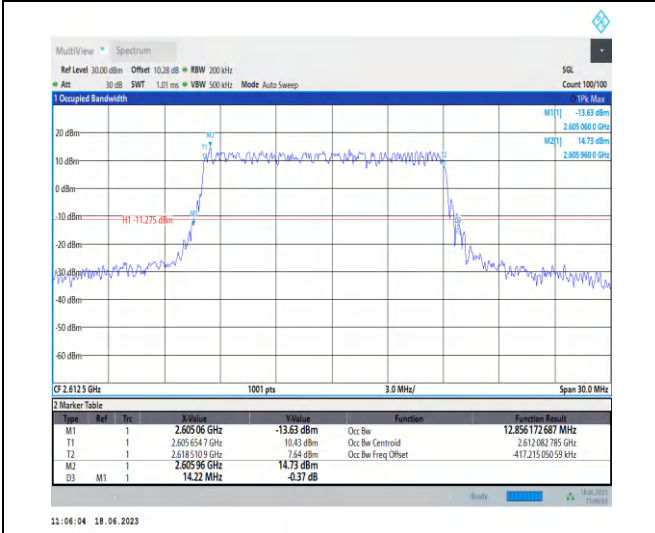 MultiView Spectrum
Ref Level 30.00 dBm Offset 10.28 dB RBW 200 kHz SGL
Att 30 dB SWT 1.01 ms VBW 500 kHz Mode Auto Sweep Count 100/100
1 Occupied Bandwidth 1Pk Max
M1[1] -13.63 dBm
2.605 060 0 GHz
M2[1] 14.73 dBm
2.605 960 0 GHz
20 dBm
M2
T1
T2
10 dBm
0 dBm
-10 dBm
M1
D3
H1 -11.275 dBm
-20 dBm
-30 dBm
-40 dBm
-50 dBm
-60 dBm
CF 2.612 5 GHz 1001 pts 3.0 MHz/ Span 30.0 MHz
2 Marker Table
Type Ref Trc X-Value Y-Value Function Function Result
M1 1 2.605 06 GHz -13.63 dBm Occ Bw 12.856 172 687 MHz
T1 1 2.605 654 7 GHz 10.43 dBm Occ Bw Centroid 2.612 082 785 GHz
T2 1 2.618 510 9 GHz 7.64 dBm Occ Bw Freq Offset -417.215 050 59 kHz
M2 1 2.605 96 GHz 14.73 dBm
D3 M1 1 14.22 MHz -0.37 dB
Ready 18.06.2023
11:06:03
11:06:04 18.06.2023